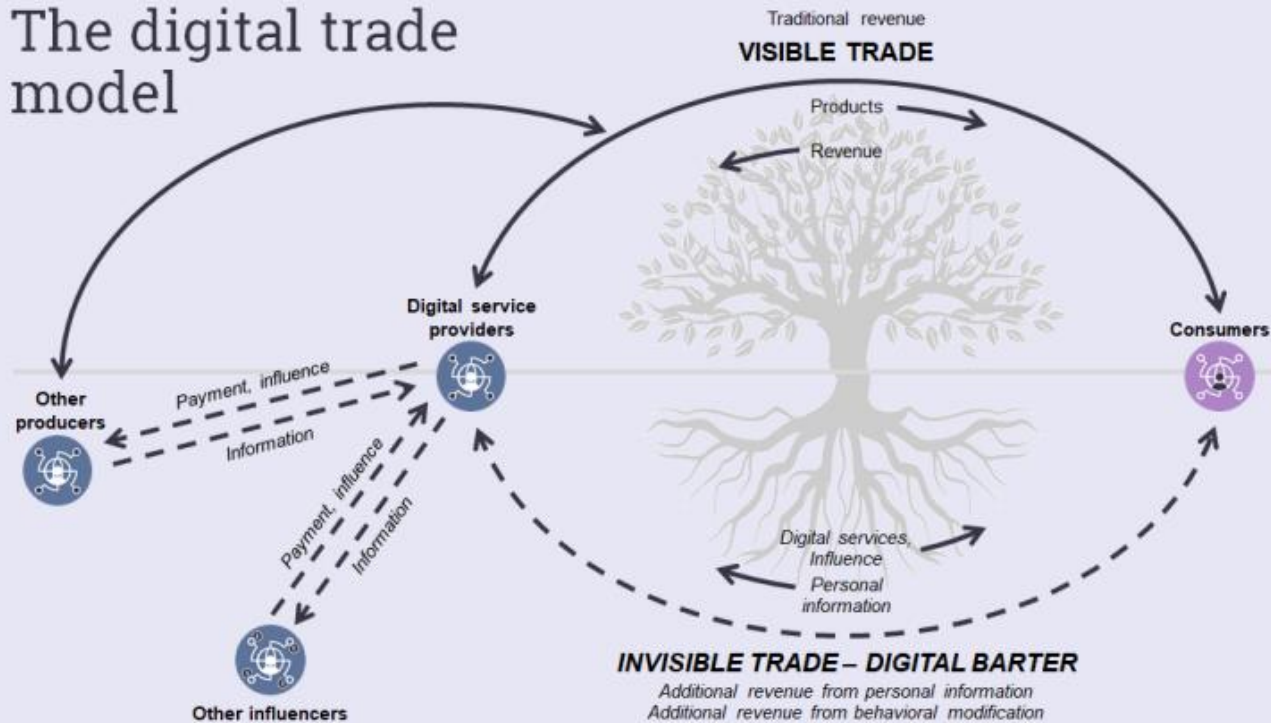 The digital trade
model
Traditional revenue
VISIBLE TRADE
Products
Revenue
Digital service
providers
Consumers
Other
producers
Payment, influence
Information
Payment, influence
Information
Digital services,
Influence
Personal
information
INVISIBLE TRADE – DIGITAL BARTER
Additional revenue from personal information
Additional revenue from behavioral modification
Other influencers